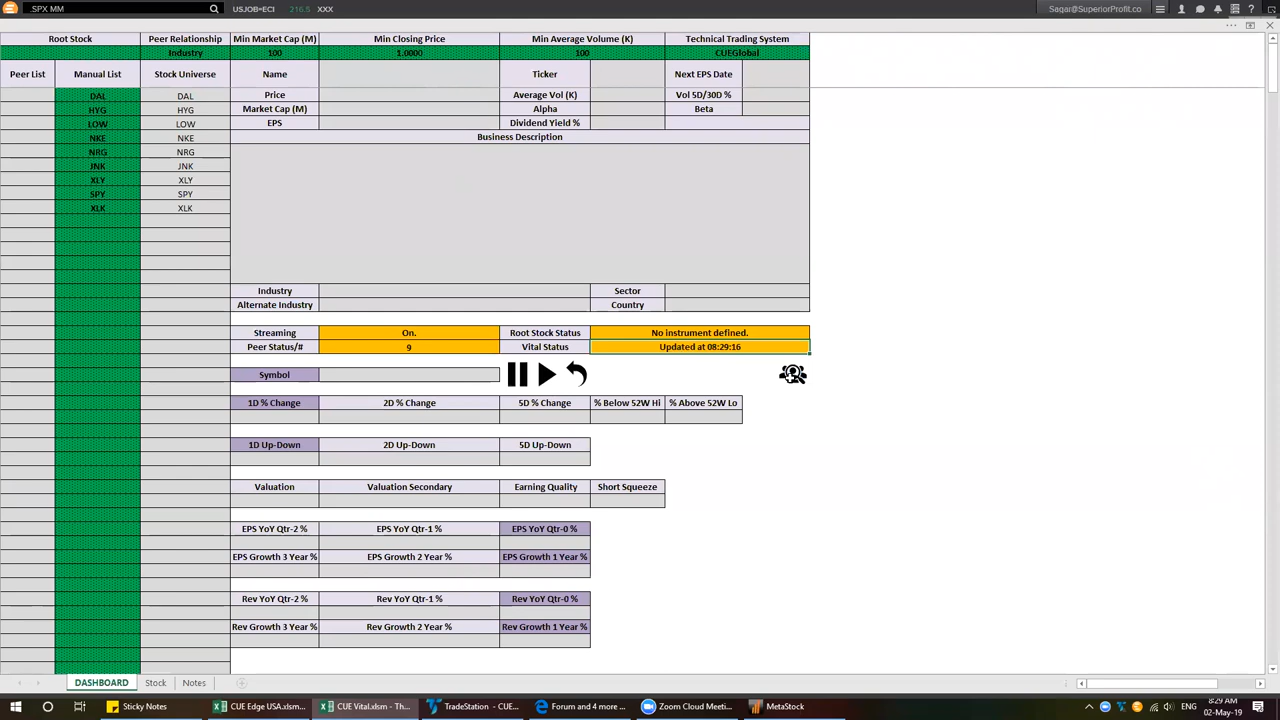 .SPX MM USJOB=ECI 216.5 XXX Sagar@SuperiorProfit.co
Root Stock Peer Relationship Min Market Cap (M) Min Closing Price Min Average Volume (K) Technical Trading System
Industry 100 1.0000 100 CUEGlobal
Peer List Manual List Stock Universe Name Ticker Next EPS Date
DAL DAL Price Average Vol (K) Vol 5D/30D %
HYG HYG Market Cap (M) Alpha Beta
LOW LOW EPS Dividend Yield %
NKE NKE Business Description
NRG NRG
JNK JNK
XLY XLY
SPY SPY
XLK XLK
Industry Sector
Alternate Industry Country
Streaming On. Root Stock Status No instrument defined.
Peer Status/# 9 Vital Status Updated at 08:29:16
Symbol
1D % Change 2D % Change 5D % Change % Below 52W Hi % Above 52W Lo
1D Up-Down 2D Up-Down 5D Up-Down
Valuation Valuation Secondary Earning Quality Short Squeeze
EPS YoY Qtr-2 % EPS YoY Qtr-1 % EPS YoY Qtr-0 %
EPS Growth 3 Year % EPS Growth 2 Year % EPS Growth 1 Year %
Rev YoY Qtr-2 % Rev YoY Qtr-1 % Rev YoY Qtr-0 %
Rev Growth 3 Year % Rev Growth 2 Year % Rev Growth 1 Year %
DASHBOARD Stock Notes
Sticky Notes CUE Edge USA.xlsm... CUE Vital.xlsm - Th... TradeStation - CUE... Forum and 4 more ... Zoom Cloud Meeti... MetaStock 8:29 AM
02-May-19